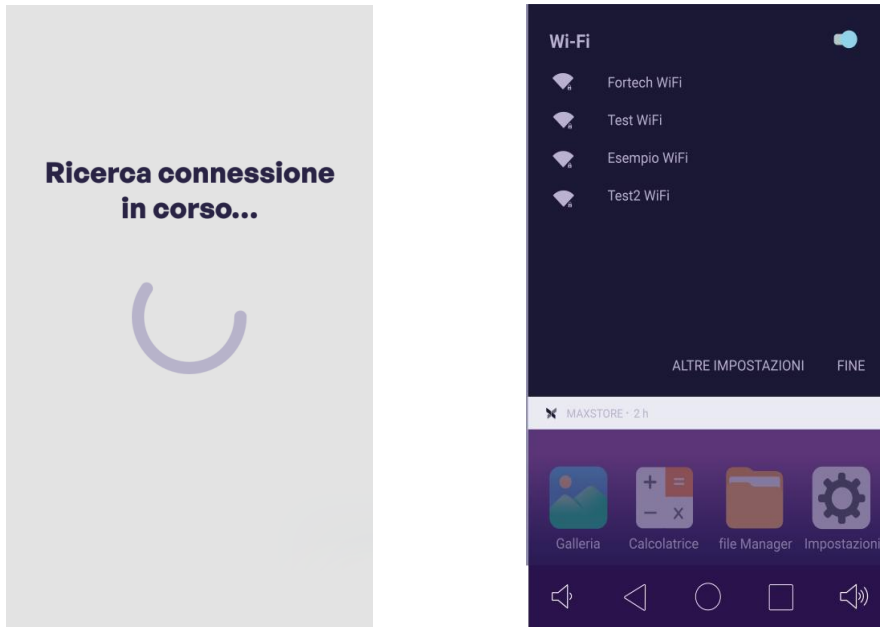 Ricerca connessione
in corso...
Wi-Fi
Fortech WiFi
Test WiFi
Esempio WiFi
Test2 WiFi
ALTRE IMPOSTAZIONI FINE
MAXSTORE · 2 h
Galleria Calcolatrice file Manager Impostazioni